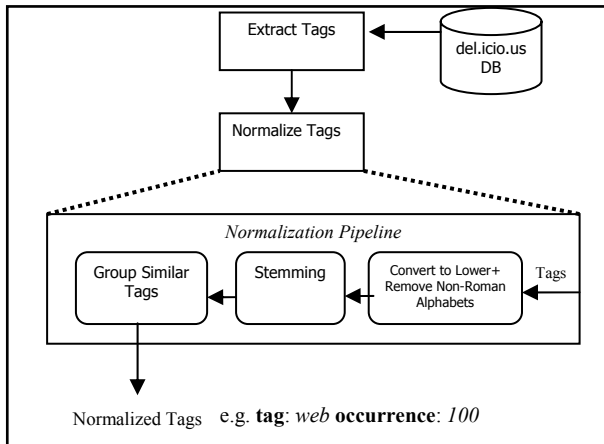 Extract Tags
del.icio.us
DB
Normalize Tags
Normalization Pipeline
Group Similar
Tags
Stemming
Convert to Lower+
Remove Non-Roman
Alphabets
Tags
Normalized Tags e.g. tag: web occurrence: 100